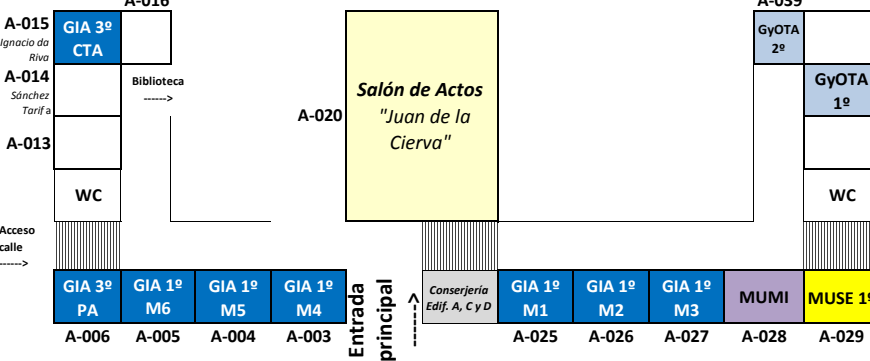 A-016
A-039
A-015
Ignacio da
Riva
GIA 3º
CTA
GyOTA
2º
A-014
Sánchez
Tarifa
Biblioteca
------>
A-020
Salón de Actos
"Juan de la
Cierva"
GyOTA
1º
A-013
WC
WC
Acceso
calle
------>
GIA 3º
PA
GIA 1º
M6
GIA 1º
M5
GIA 1º
M4
Entrada
principal
------>
Conserjería
Edif. A, C y D
GIA 1º
M1
GIA 1º
M2
GIA 1º
M3
MUMI
MUSE 1º
A-006
A-005
A-004
A-003
A-025
A-026
A-027
A-028
A-029